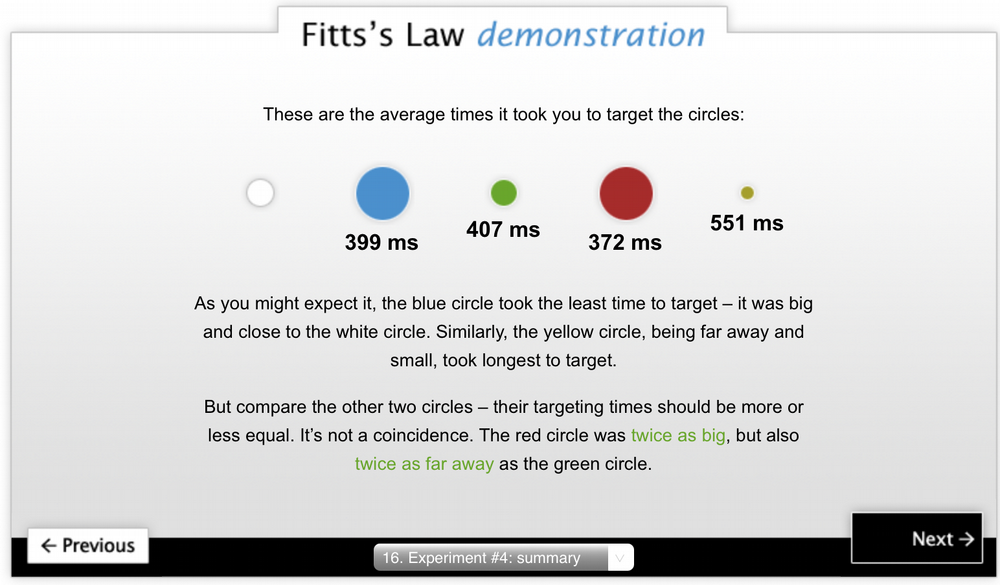 Fitts's Law demonstration
These are the average times it took you to target the circles:
399 ms
407 ms
372 ms
551 ms
As you might expect it, the blue circle took the least time to target – it was big
and close to the white circle. Similarly, the yellow circle, being far away and
small, took longest to target.
But compare the other two circles – their targeting times should be more or
less equal. It's not a coincidence. The red circle was twice as big, but also
twice as far away as the green circle.
← Previous
16. Experiment #4: summary
Next →